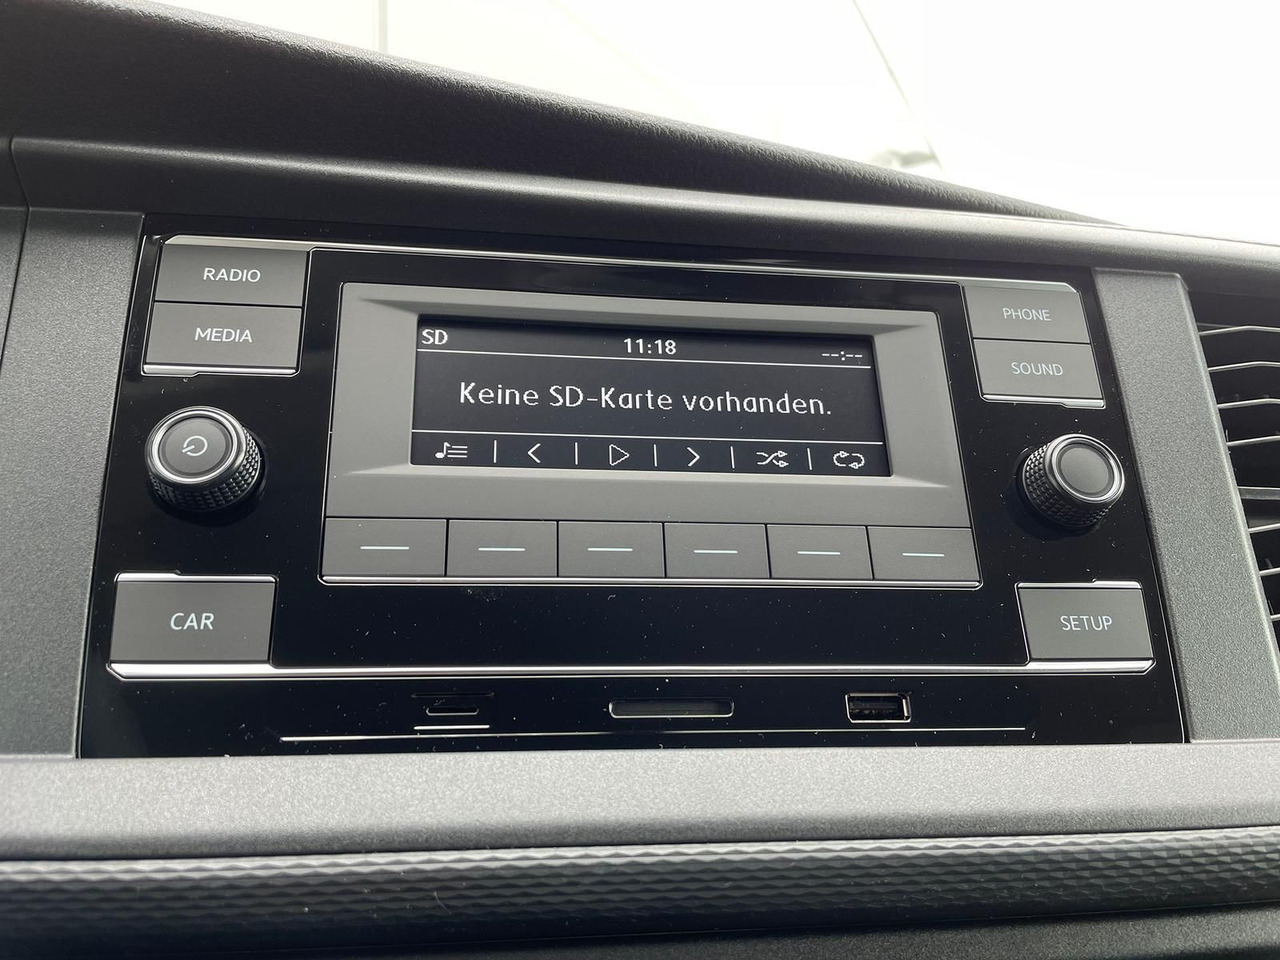 RADIO
MEDIA
SD
11:18
--:--
Keine SD-Karte vorhanden.
PHONE
SOUND
CAR
SETUP